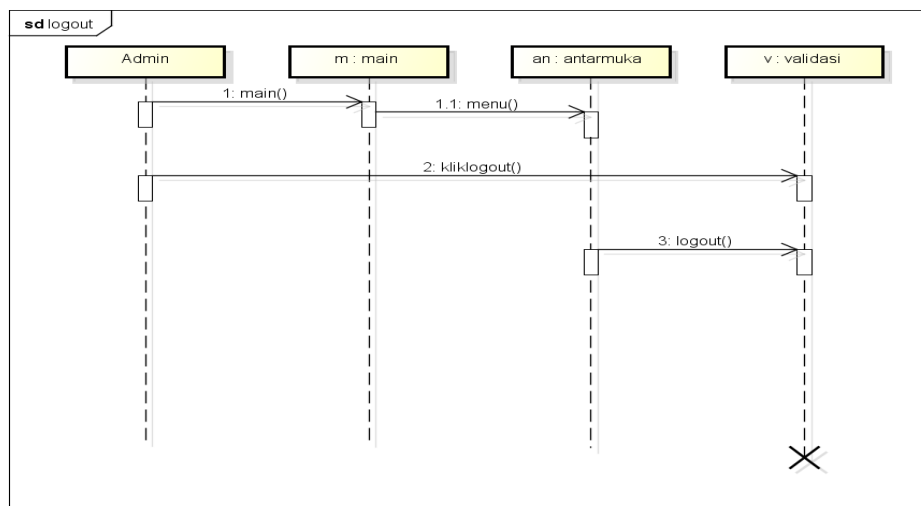 sd logout
Admin
m : main
an : antarmuka
v : validasi
1: main()
1.1: menu()
2: kliklogout()
3: logout()